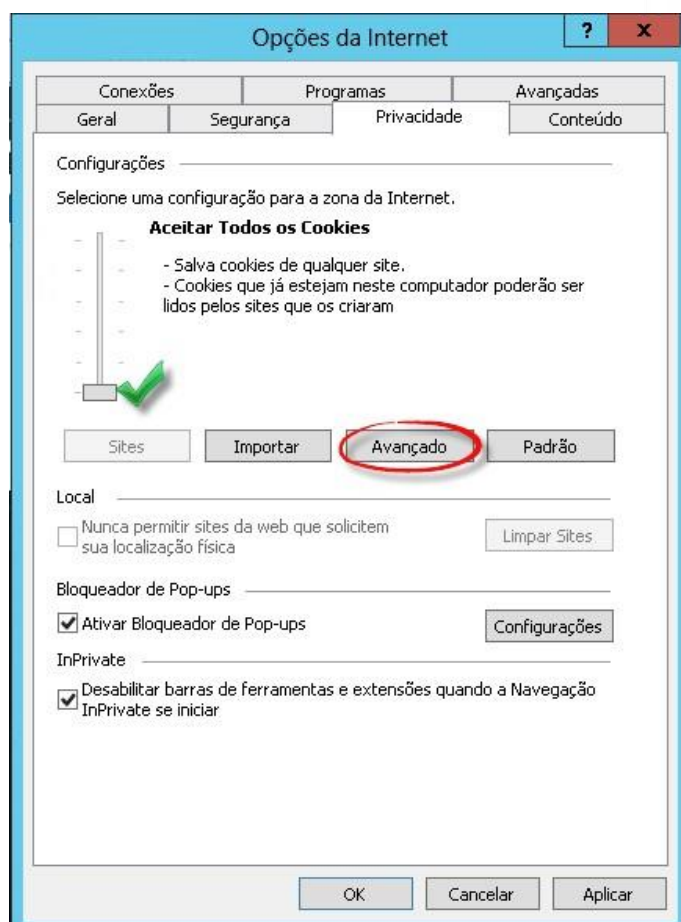 Opções da Internet
? x
Conexões Programas Avançadas
Geral Segurança Privacidade Conteúdo
Configurações
Selecione uma configuração para a zona da Internet.
Aceitar Todos os Cookies
- Salva cookies de qualquer site.
- Cookies que já estejam neste computador poderão ser
lidos pelos sites que os criaram
Sites Importar Avançado Padrão
Local
Nunca permitir sites da web que solicitem
sua localização física
Limpar Sites
Bloqueador de Pop-ups
Ativar Bloqueador de Pop-ups
Configurações
InPrivate
Desabilitar barras de ferramentas e extensões quando a Navegação
InPrivate se iniciar
OK Cancelar Aplicar